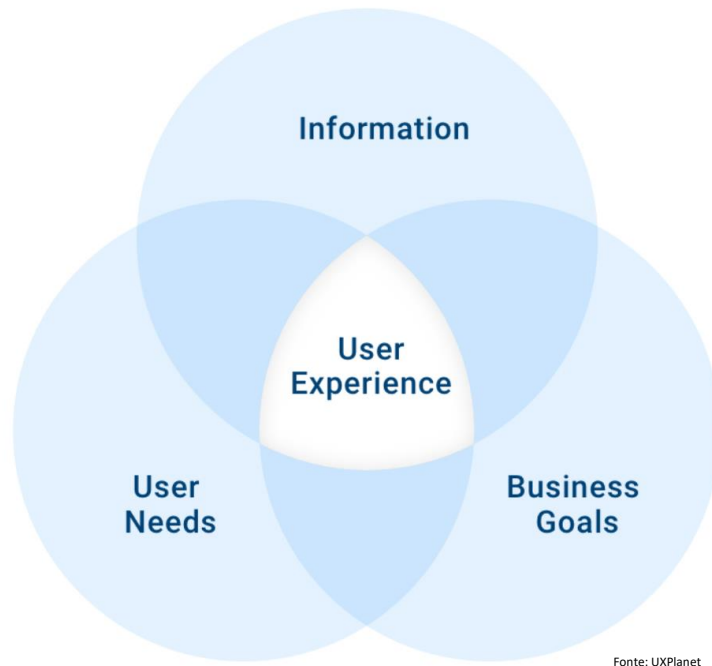 Information
User
Experience
User
Needs
Business
Goals
Fonte: UXPlanet